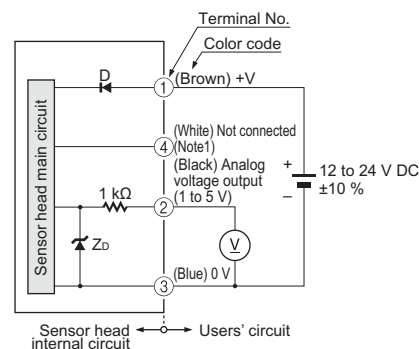 Terminal No.
Color code
D
1
(Brown) +V
(White) Not connected
4
(Note1)
(Black) Analog
voltage output
(1 to 5 V)
1 kΩ
2
Sensor head main circuit
ZD
V
+
12 to 24 V DC
–
±10 %
3
(Blue) 0 V
Sensor head
internal circuit
Users' circuit